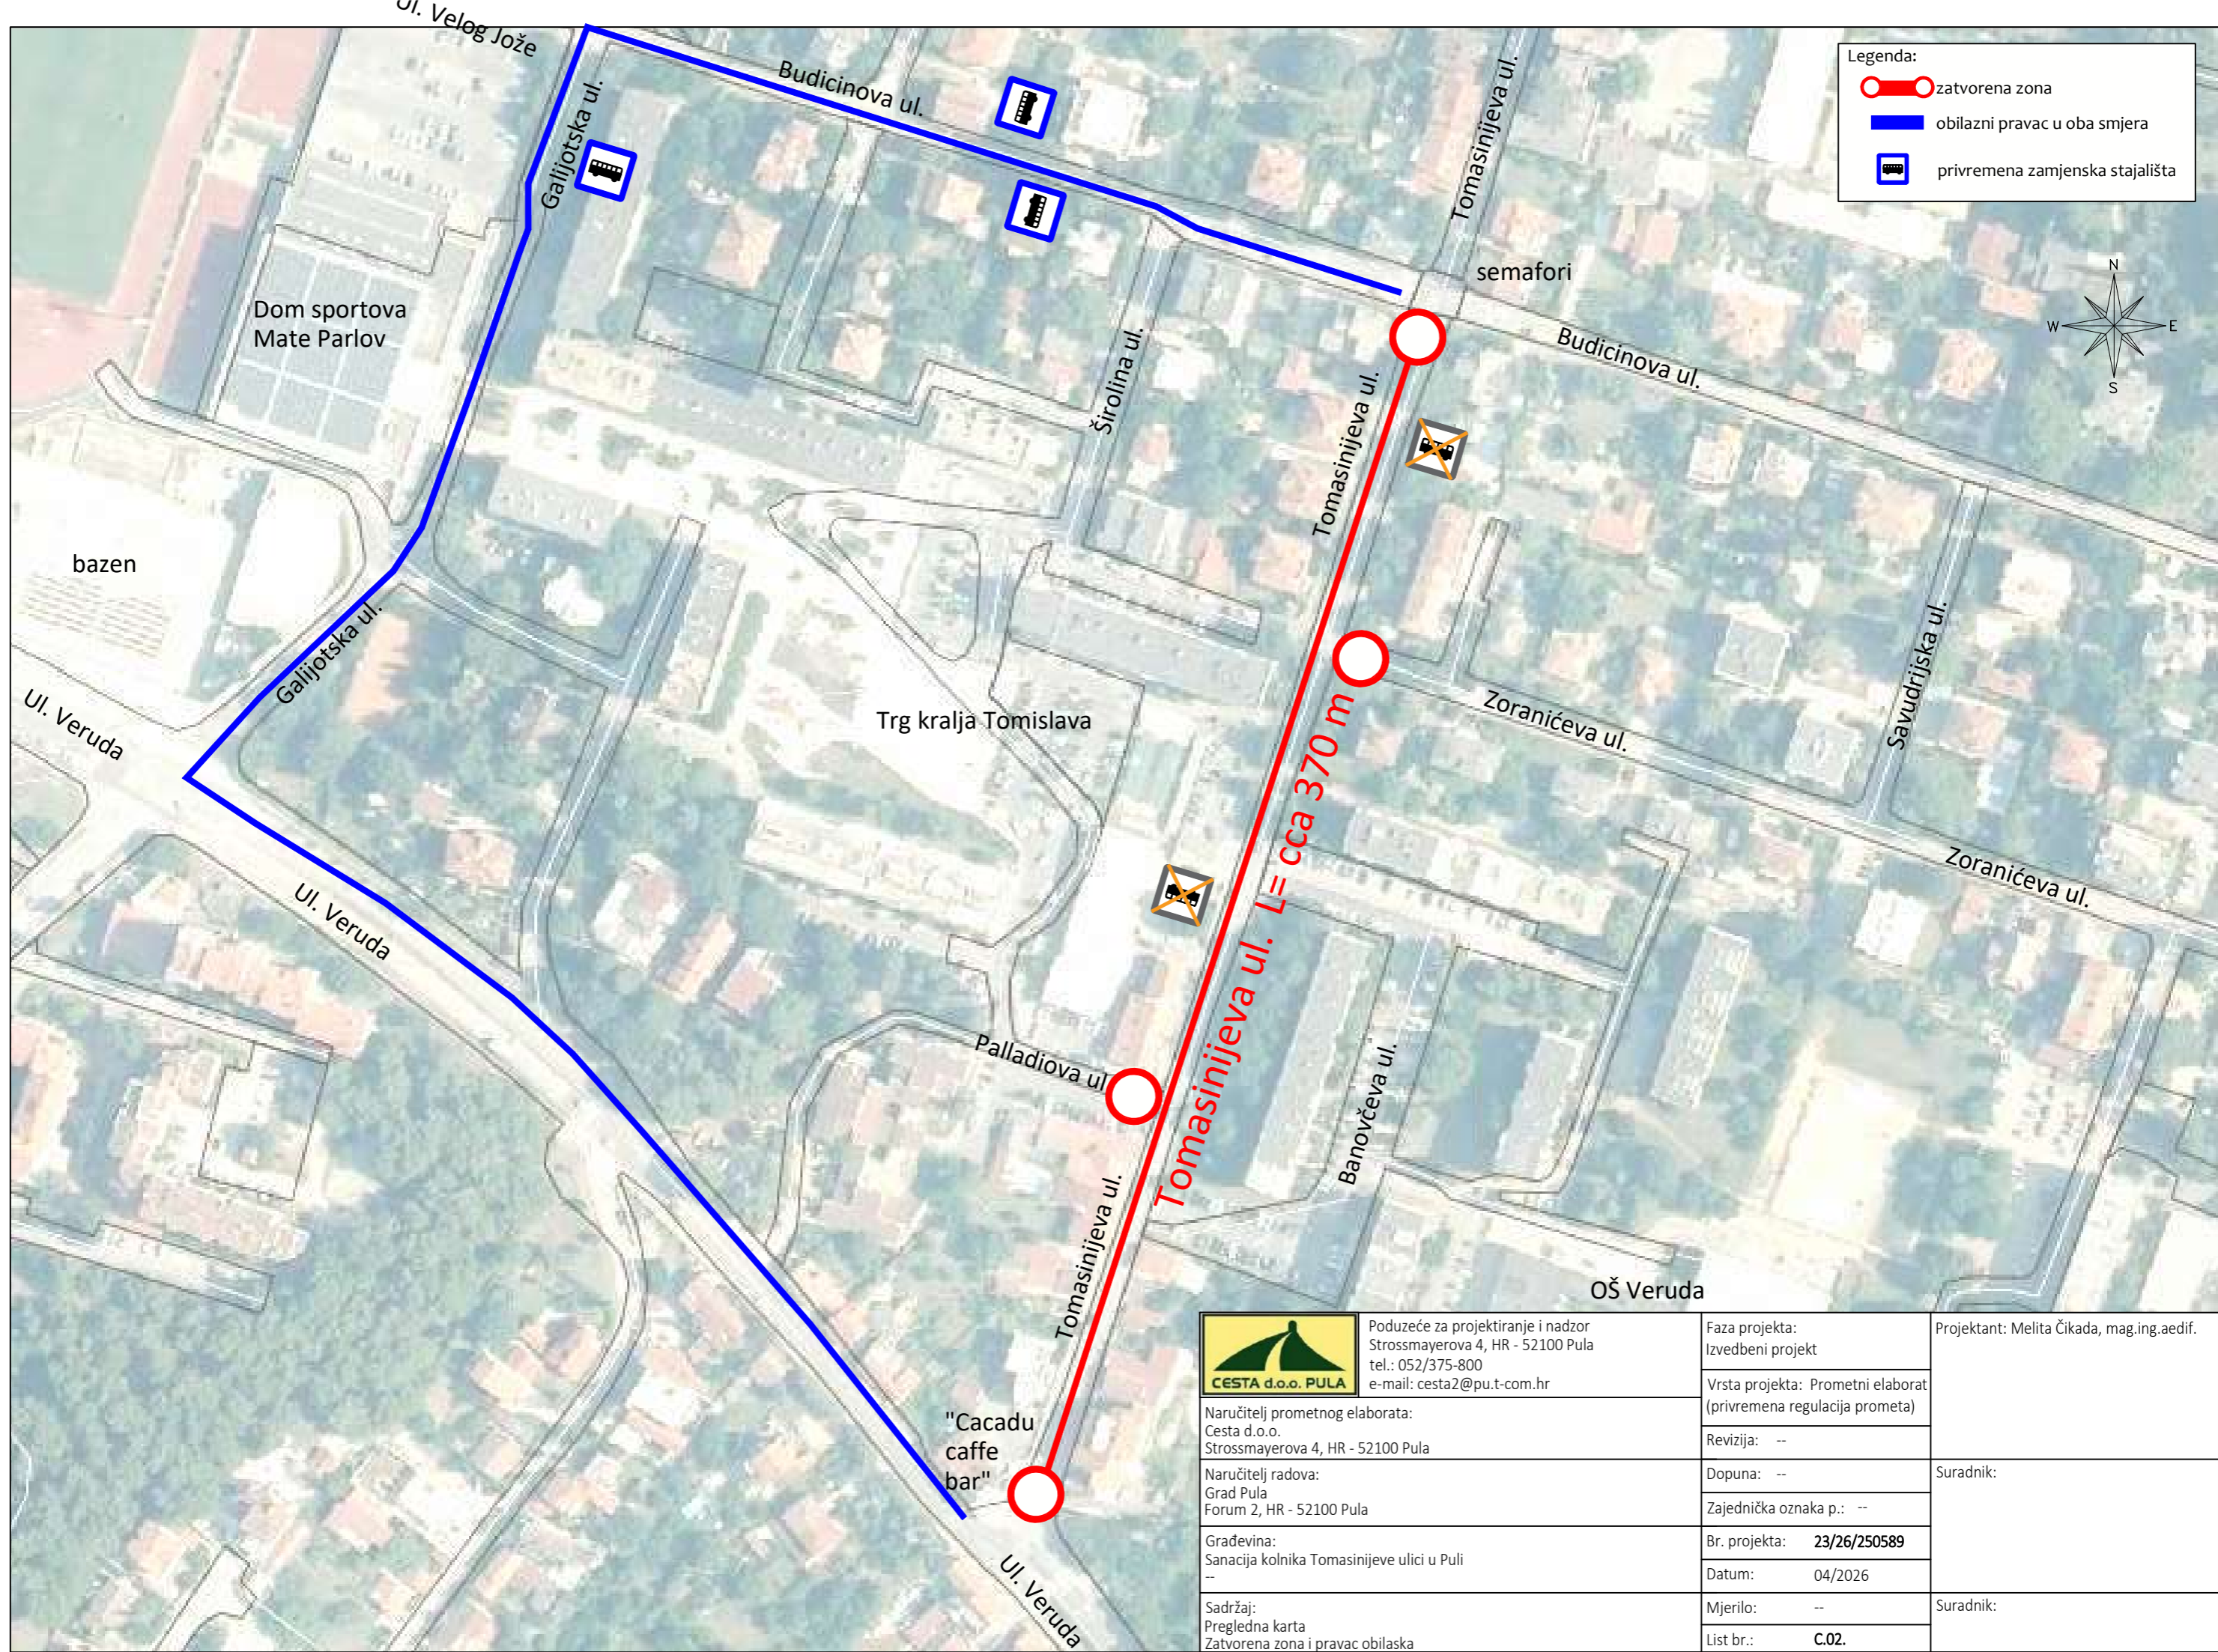 Ul. Velog Jože
Budicinova ul.
Galijotska ul.
Tomasinijeva ul.
Legenda:
zatvorena zona
obilazni pravac u oba smjera
privremena zamjenska stajališta
semafori
N
W
E
S
Dom sportova
Mate Parlov
Budicinova ul.
Širolina ul.
Tomasinijeva ul.
bazen
Galijotska ul.
Ul. Veruda
Trg kralja Tomislava
Zoranićeva ul.
Savudrijska ul.
Tomasinijeva ul. L= cca 370 m
Zoranićeva ul.
Ul. Veruda
Palladiova ul
Banovčeva ul.
Tomasinijeva ul.
OŠ Veruda
"Cacadu
caffe
bar"
Ul. Veruda
CESTA d.o.o. PULA
Poduzeće za projektiranje i nadzor
Strossmayerova 4, HR - 52100 Pula
tel.: 052/375-800
e-mail: cesta2@pu.t-com.hr
Naručitelj prometnog elaborata:
Cesta d.o.o.
Strossmayerova 4, HR - 52100 Pula
Naručitelj radova:
Grad Pula
Forum 2, HR - 52100 Pula
Građevina:
Sanacija kolnika Tomasinijeve ulici u Puli
--
Sadržaj:
Pregledna karta
Zatvorena zona i pravac obilaska
Faza projekta:
Izvedbeni projekt
Vrsta projekta: Prometni elaborat
(privremena regulacija prometa)
Revizija: --
Dopuna: --
Zajednička oznaka p.: --
Br. projekta: 23/26/250589
Datum: 04/2026
Mjerilo: --
List br.: C.02.
Projektant: Melita Čikada, mag.ing.aedif.
Suradnik:
Suradnik: